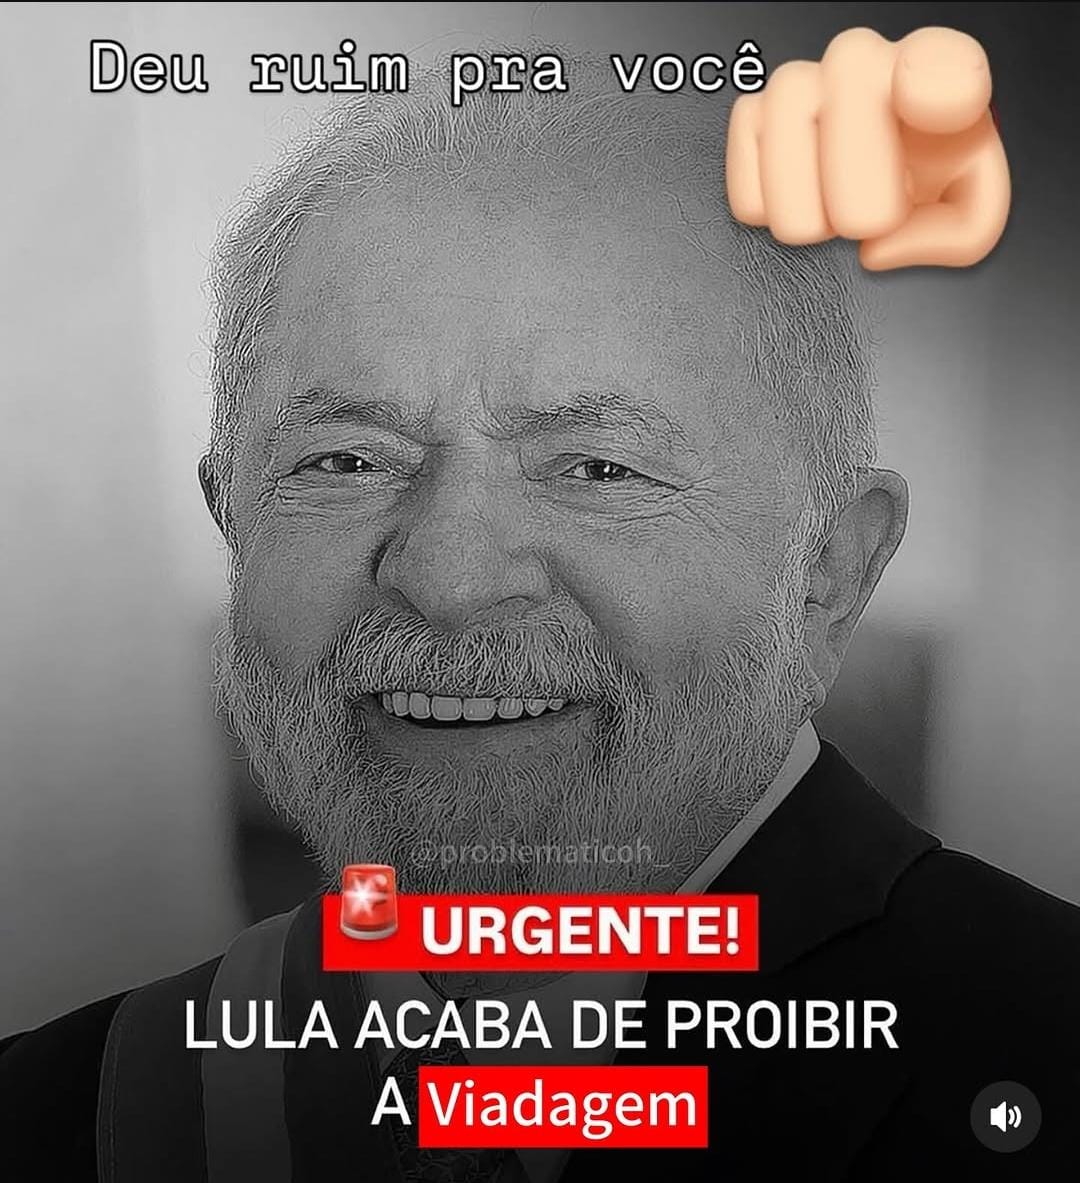 Deu ruim pra você
@problematicoh_
URGENTE!
LULA ACABA DE PROIBIR
A Viadagem